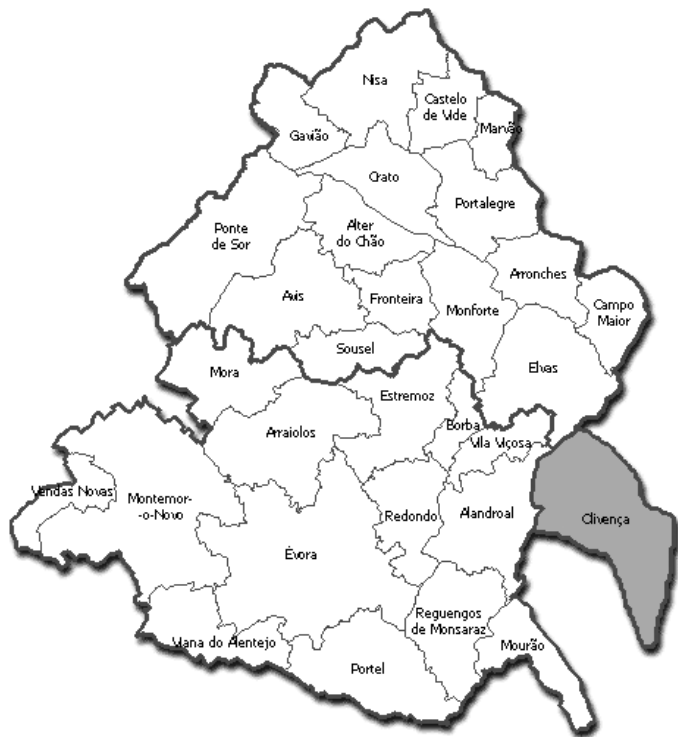 Nisa
Castelo
de Vide
Gavião
Marvão
Crato
Portalegre
Ponte
de Sor
Alter
do Chão
Arronches
Avis
Fronteira
Monforte
Campo
Maior
Sousel
Mora
Elvas
Estremoz
Arraiolos
Borba
Vila Viçosa
Vendas Novas
Montemor-
-o-Novo
Redondo
Alandroal
Olivença
Évora
Reguengos
de Monsaraz
Viana do Alentejo
Mourão
Portel